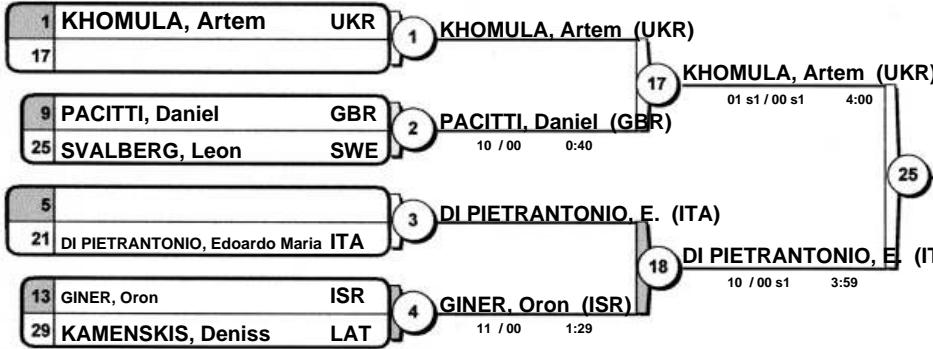 1 KHOMULA, Artem UKR
17
1
KHOMULA, Artem (UKR)
9 PACITTI, Daniel GBR
25 SVALBERG, Leon SWE
2
PACITTI, Daniel (GBR)
10 / 00 0:40
17
KHOMULA, Artem (UKR)
01 s1 / 00 s1 4:00
5
21 DI PIETRANTONIO, Edoardo Maria ITA
3
DI PIETRANTONIO, E. (ITA)
13 GINER, Oron ISR
29 KAMENSKIS, Deniss LAT
4
GINER, Oron (ISR)
11 / 00 1:29
18
DI PIETRANTONIO, E. (IT
10 / 00 s1 3:59
25